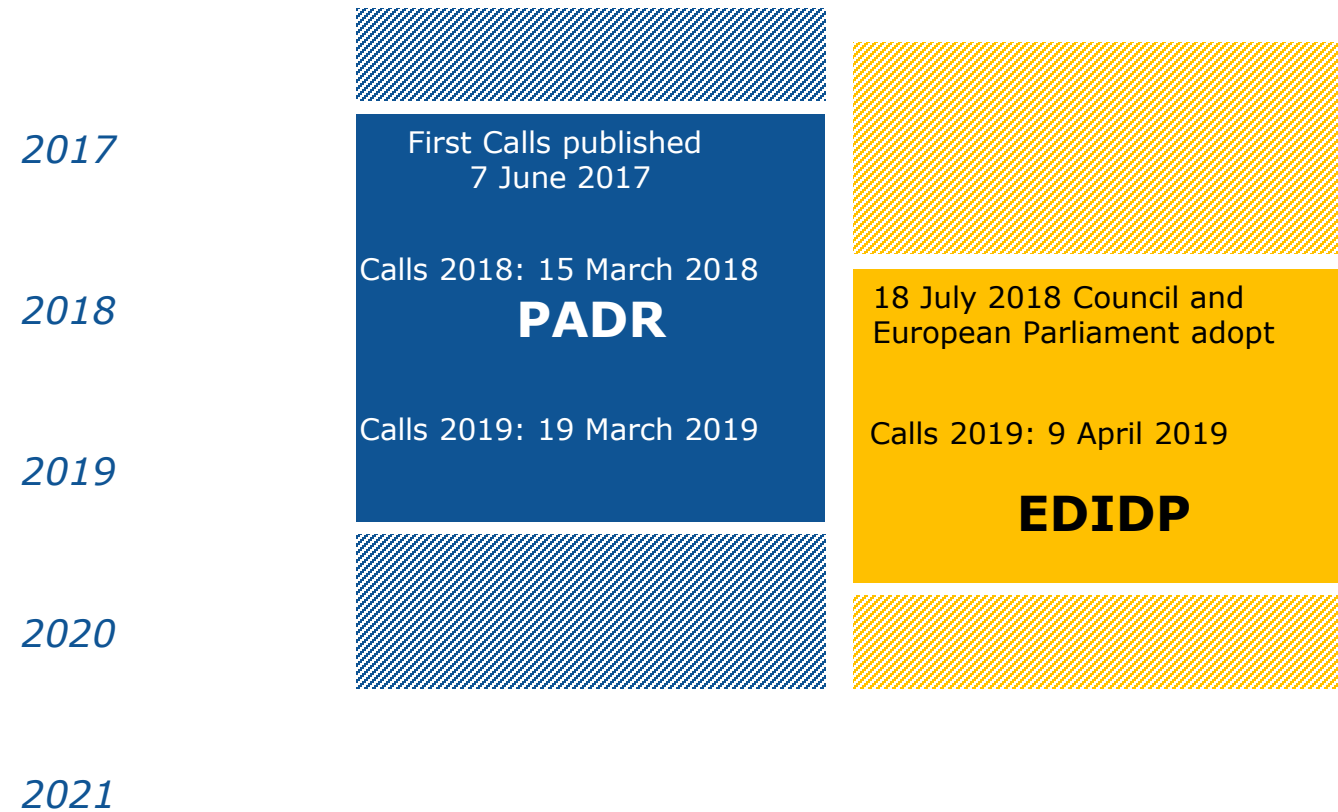 2017
First Calls published
7 June 2017
Calls 2018: 15 March 2018
2018
PADR
18 July 2018 Council and
European Parliament adopt
Calls 2019: 19 March 2019
Calls 2019: 9 April 2019
2019
EDIDP
2020
2021